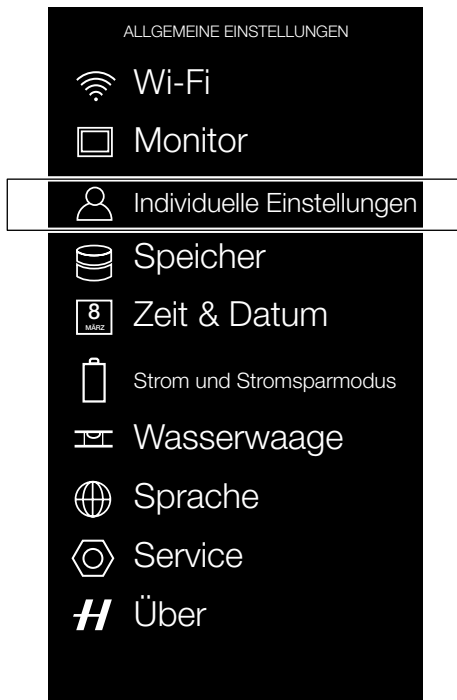 ALLGEMEINE EINSTELLUNGEN
Wi-Fi
Monitor
Individuelle Einstellungen
Speicher
8
MÄRZ
Zeit & Datum
Strom und Stromsparmodus
Wasserwaage
Sprache
Service
H Über